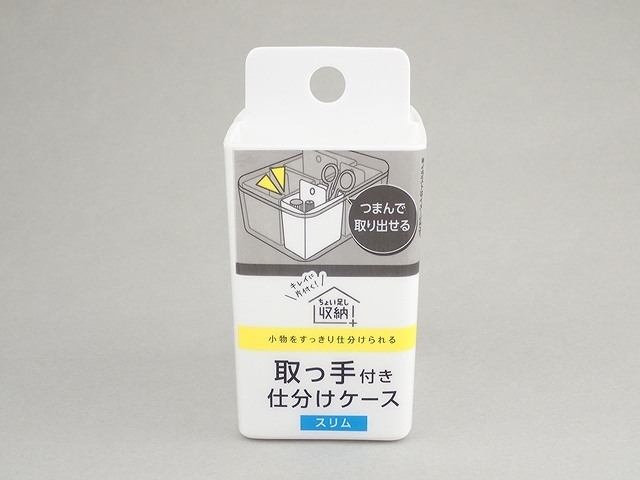 つまんで
取り出せる
キレイに
片付く!
ちょい足し
収納+
小物をすっきり仕分けられる
取っ手付き
仕分けケース
スリム